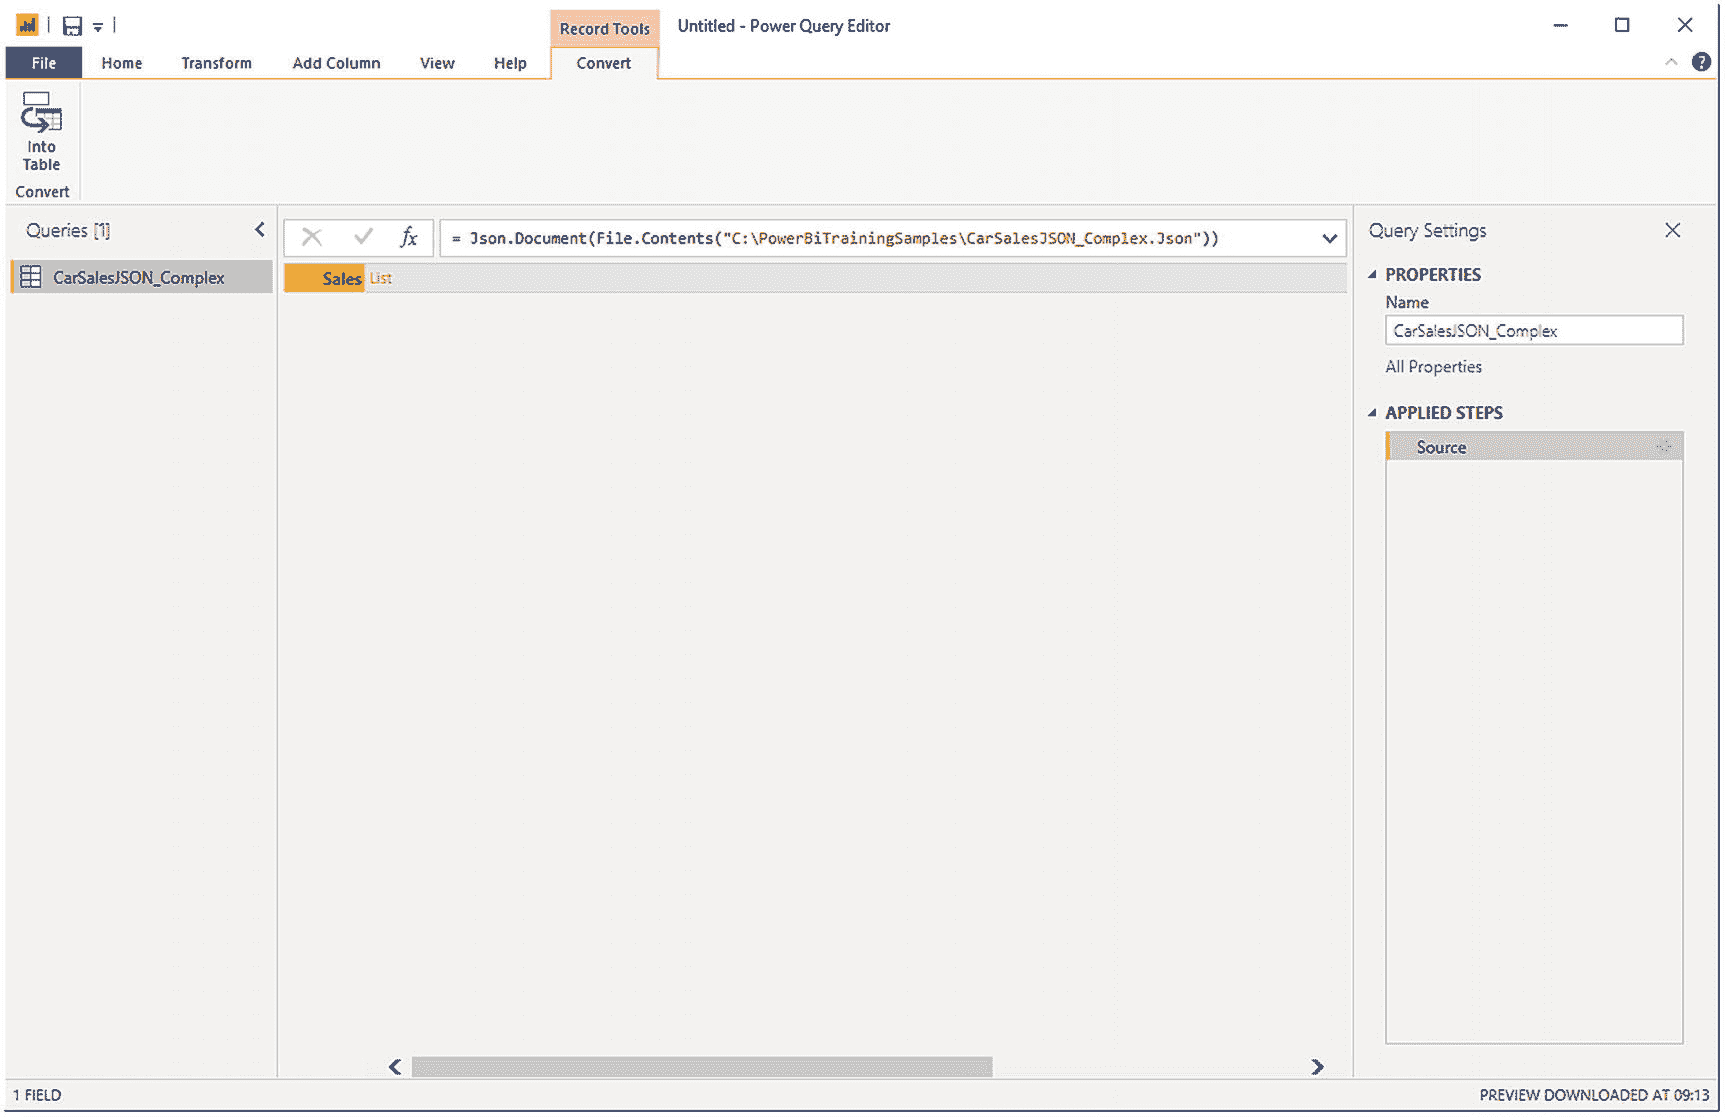 Record Tools
Untitled - Power Query Editor
File Home Transform Add Column View Help Convert
?
Into
Table
Convert
Queries [1]
fx
= Json.Document(File.Contents("C:\PowerBiTrainingSamples\CarSalesJSON_Complex.Json"))
Query Settings
CarSalesJSON_Complex
Sales List
PROPERTIES
Name
CarSalesJSON_Complex
All Properties
APPLIED STEPS
Source
1 FIELD
PREVIEW DOWNLOADED AT 09:13